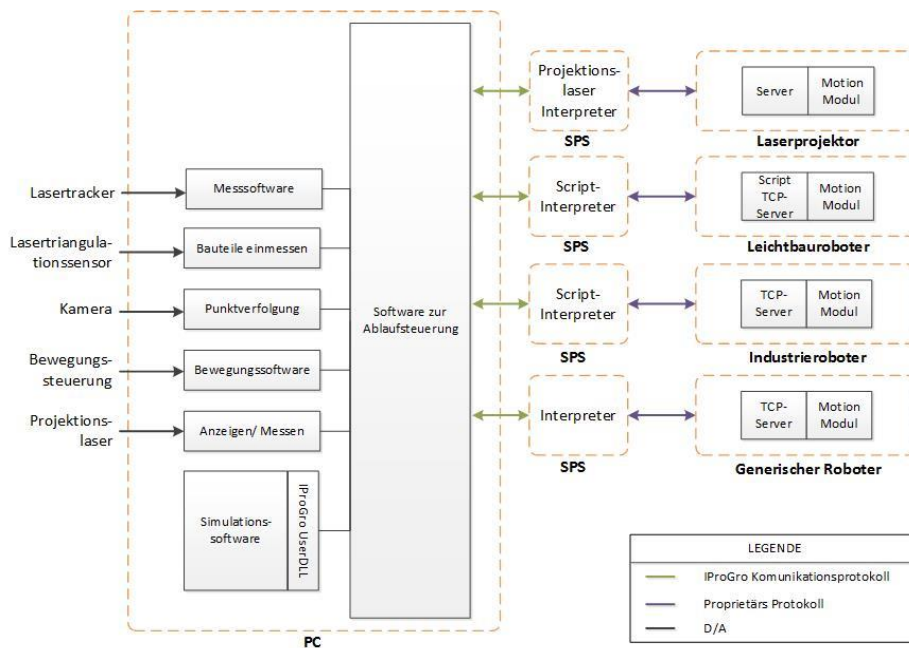 Lasertracker
Lasertriangula-
tionssensor
Kamera
Bewegungs-
steuerung
Projektions-
laser
Messsoftware
Bauteile einmessen
Punktverfolgung
Bewegungssoftware
Anzeigen/ Messen
Simulations-
software
IProGro UserDLL
Software zur
Ablaufsteuerung
PC
Projektions-
laser
Interpreter
SPS
Server
Motion
Modul
Laserprojektor
Script-
Interpreter
SPS
Script
TCP-
Server
Motion
Modul
Leichtbauroboter
Script-
Interpreter
SPS
TCP-
Server
Motion
Modul
Industrieroboter
Interpreter
SPS
TCP-
Server
Motion
Modul
Generischer Roboter
LEGENDE
IProGro Komunikationsprotokoll
Proprietärs Protokoll
D/A